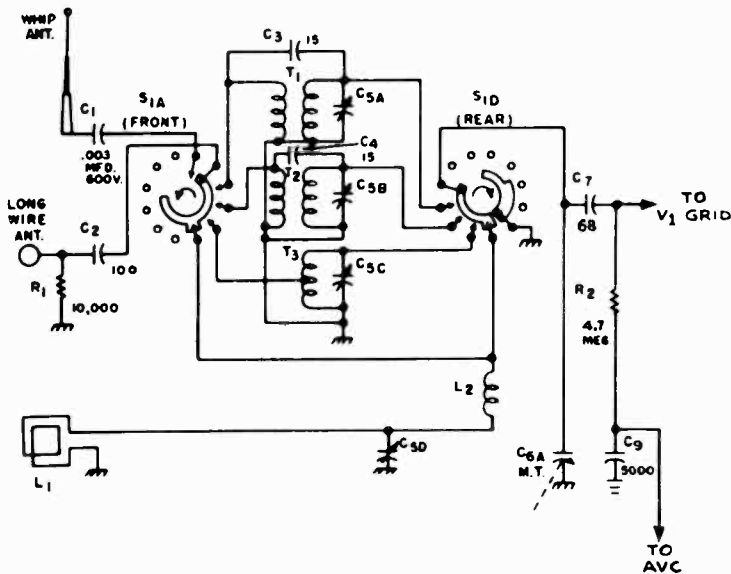 WHIP
ANT.
C1
.003
MFD.
600V.
S1A
(FRONT)
C3
15
T1
C5A
C4
15
T2
C5B
T3
C5C
S1D
(REAR)
C7
68
TO
V1 GRID
LONG
WIRE
ANT.
C2
100
R1
10,000
R2
4.7
MEG
L2
L1
C5D
C6A
M.T.
C9
5000
TO
AVC